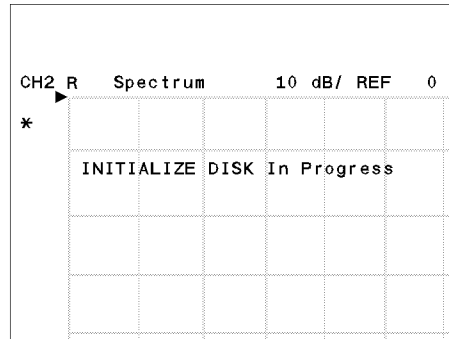 CH2 R Spectrum 10 dB/ REF 0
*
INITIALIZE DISK In Progress